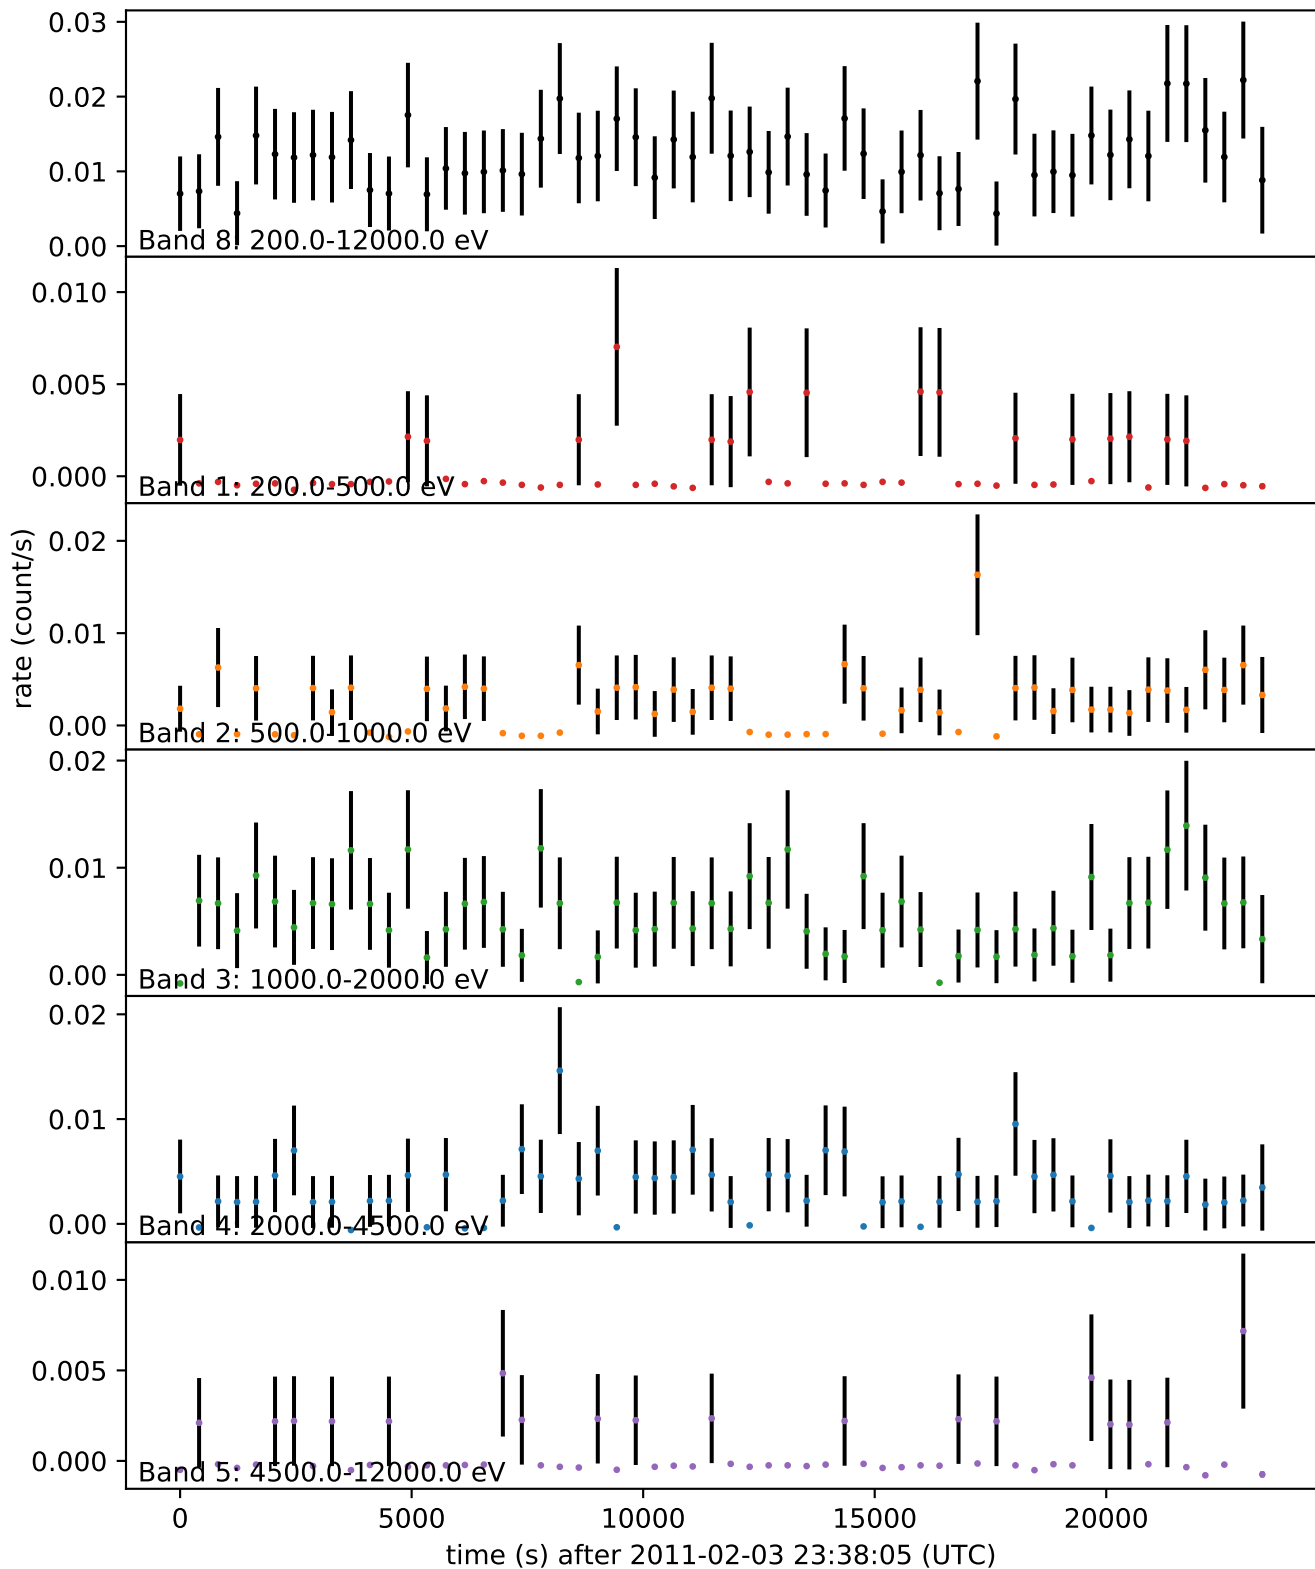 0.03
0.02
0.01
0.00
Band 8: 200.0-12000.0 eV
0.010
0.005
0.000
Band 1: 200.0-500.0 eV
0.02
0.01
0.00
Band 2: 500.0-1000.0 eV
rate (count/s)
0.02
0.01
0.00
Band 3: 1000.0-2000.0 eV
0.02
0.01
0.00
Band 4: 2000.0-4500.0 eV
0.010
0.005
0.000
Band 5: 4500.0-12000.0 eV
0 5000 10000 15000 20000
time (s) after 2011-02-03 23:38:05 (UTC)